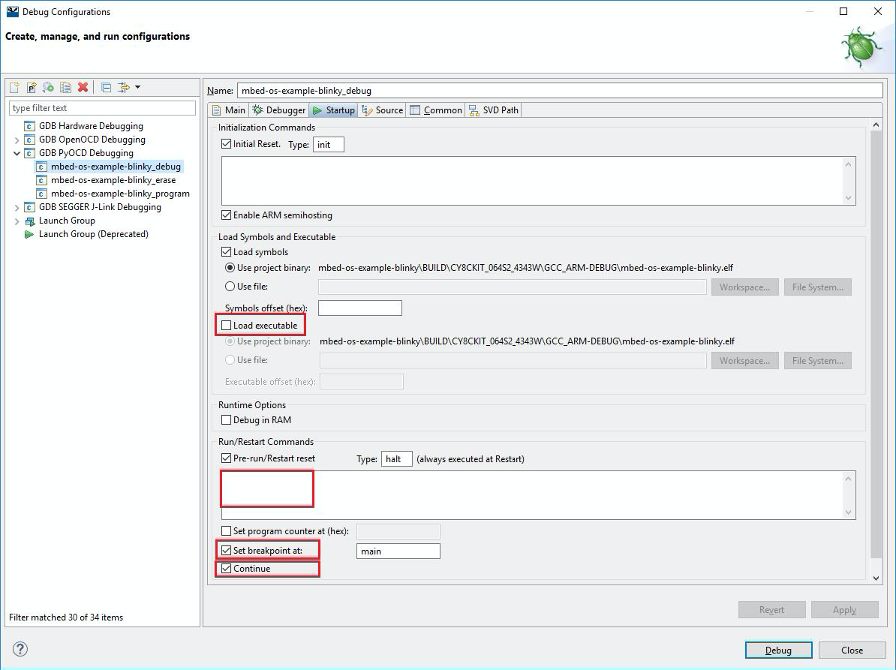 Debug Configurations
Create, manage, and run configurations
type filter text
GDB Hardware Debugging
GDB OpenOCD Debugging
GDB PyOCD Debugging
mbed-os-example-blinky_debug
mbed-os-example-blinky_erase
mbed-os-example-blinky_program
GDB SEGGER J-Link Debugging
Launch Group
Launch Group (Deprecated)
Filter matched 30 of 34 items
Name: mbed-os-example-blinky_debug
Main Debugger Startup Source Common SVD Path
Initialization Commands
Initial Reset. Type: init
Enable ARM semihosting
Load Symbols and Executable
Load symbols
Use project binary: mbed-os-example-blinky\BUILD\CY8CKIT_064S2_4343W\GCC_ARM-DEBUG\mbed-os-example-blinky.elf
Use file: Workspace... File System...
Symbols offset (hex):
Load executable
Use project binary: mbed-os-example-blinky\BUILD\CY8CKIT_064S2_4343W\GCC_ARM-DEBUG\mbed-os-example-blinky.elf
Use file: Workspace... File System...
Executable offset (hex):
Runtime Options
Debug in RAM
Run/Restart Commands
Pre-run/Restart reset Type: halt (always executed at Restart)
Set program counter at (hex):
Set breakpoint at: main
Continue
Revert Apply
? Debug Close